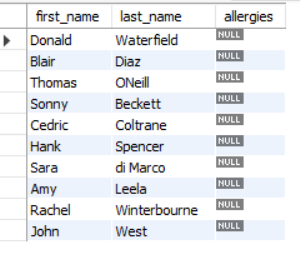 first_name last_name allergies
Donald Waterfield NULL
Blair Diaz NULL
Thomas ONeill NULL
Sonny Beckett NULL
Cedric Coltrane NULL
Hank Spencer NULL
Sara di Marco NULL
Amy Leela NULL
Rachel Winterbourne NULL
John West NULL